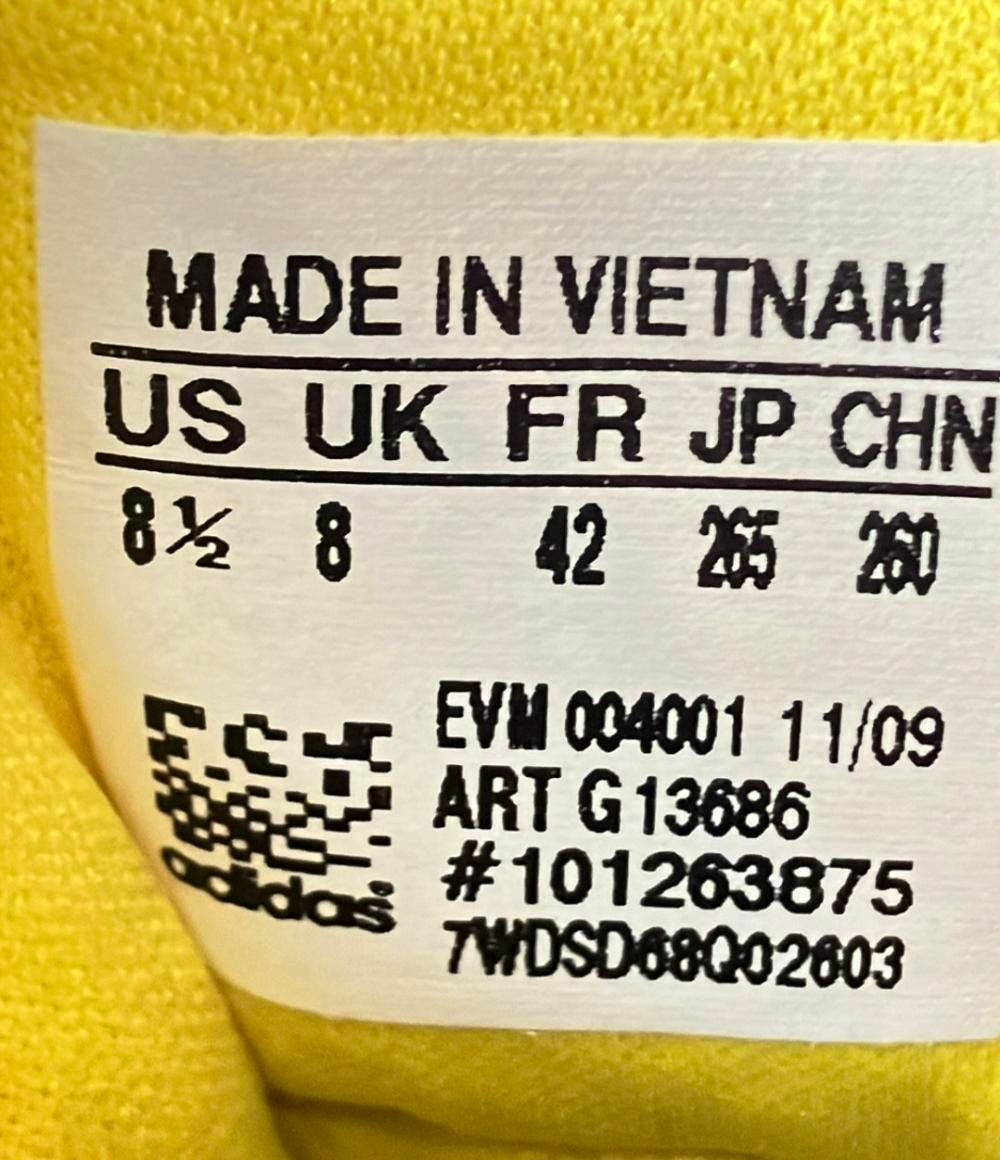 MADE IN VIETNAM
US UK FR JP CHN
8½ 8 42 265 260
EVM 004001 11/09
ART G13686
#101263875
7WDSD68Q02603
adidas